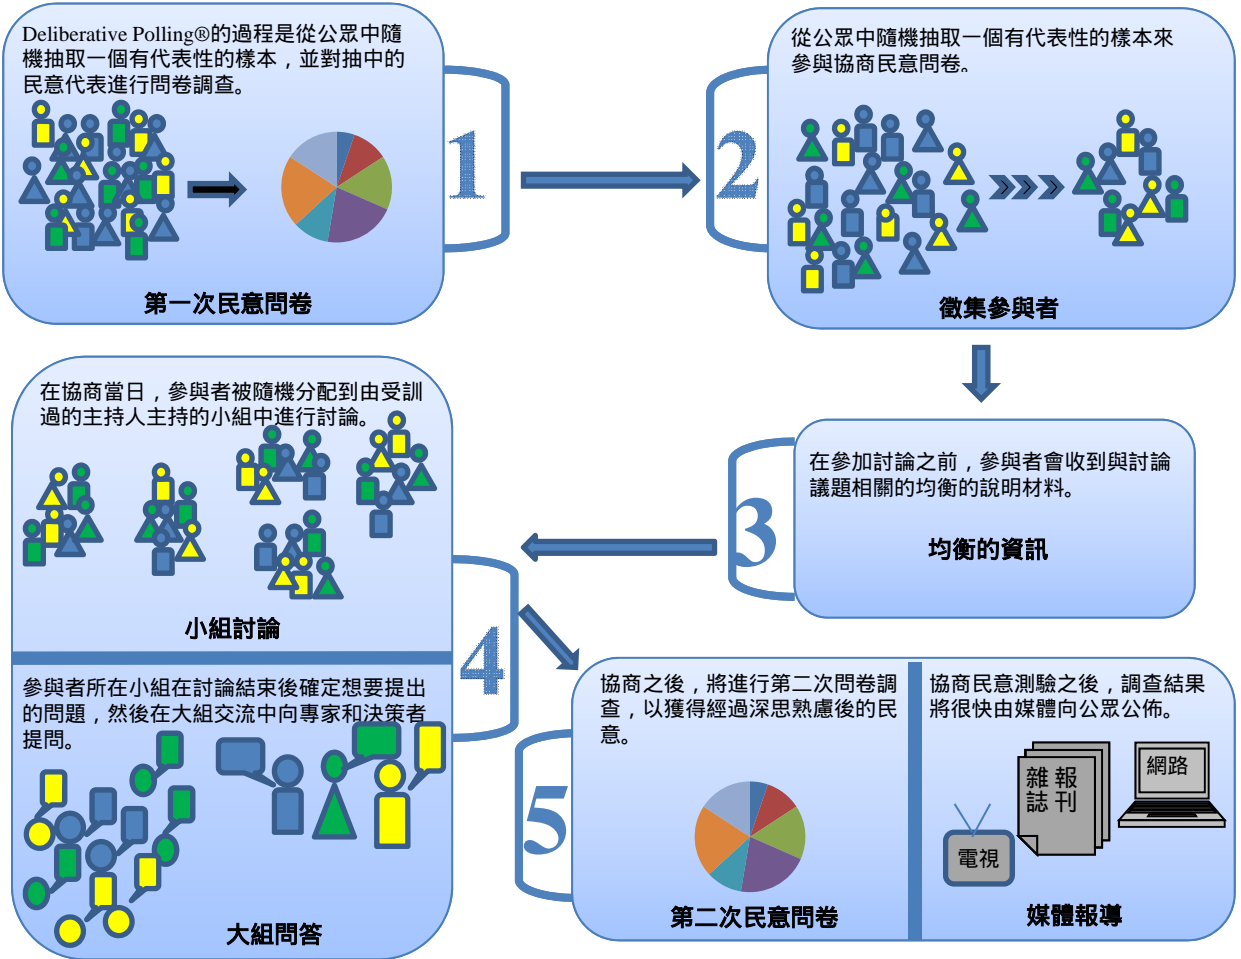 Deliberative Polling®的過程是從公眾中隨
機抽取一個有代表性的樣本，並對抽中的
民意代表進行問卷調查。
第一次民意問卷
1
2
從公眾中隨機抽取一個有代表性的樣本來
參與協商民意問卷。
徵集參與者
3
在參加討論之前，參與者會收到與討論
議題相關的均衡的說明材料。
均衡的資訊
在協商當日，參與者被隨機分配到由受訓
過的主持人主持的小組中進行討論。
小組討論
4
參與者所在小組在討論結束後確定想要提出
的問題，然後在大組交流中向專家和決策者
提問。
大組問答
5
協商之後，將進行第二次問卷調
查，以獲得經過深思熟慮後的民
意。
第二次民意問卷
協商民意測驗之後，調查結果
將很快由媒體向公眾公佈。
電視
雜 報
誌 刊
網路
媒體報導